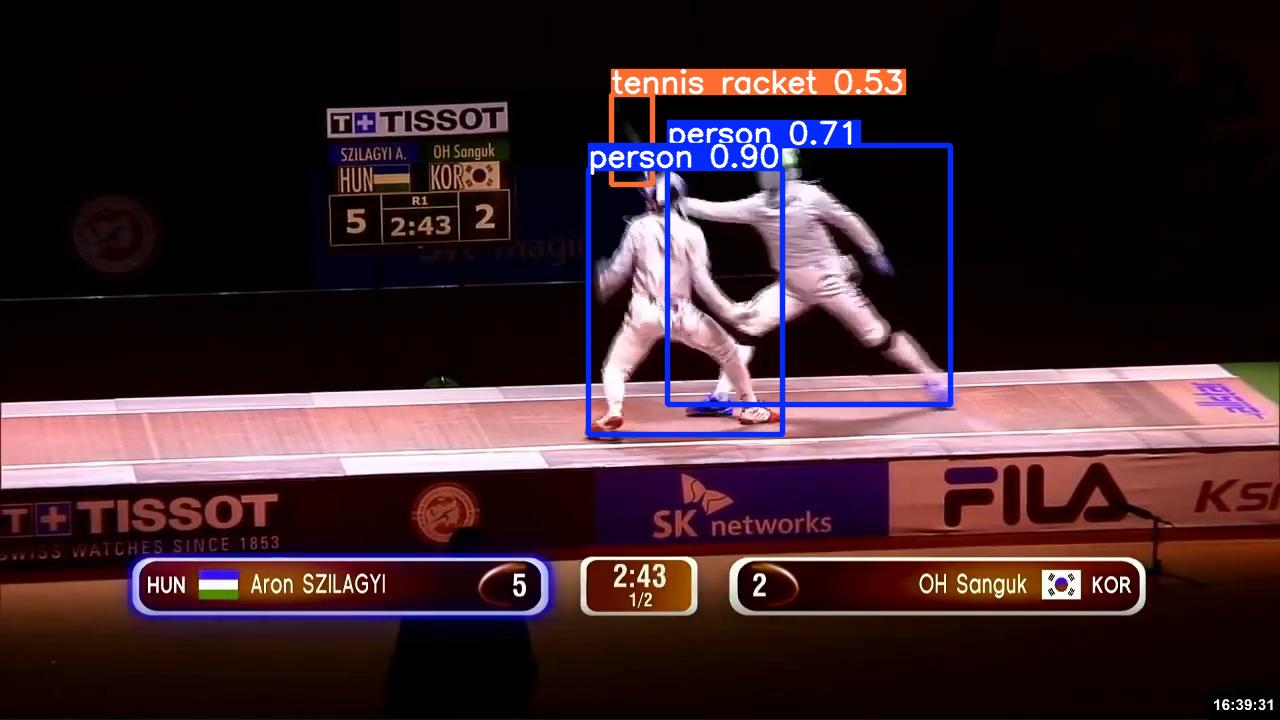 tennis racket 0.53
person 0.71
person 0.90
TISSOT
SZILAGYI A. OH Sanguk
HUN KOR
R1
5 2:43 2
TISSOT
SWISS WATCHES SINCE 1853
SK networks
FILA
HUN Aron SZILAGYI 5
2:43
1/2
2 OH Sanguk KOR
16:39:31